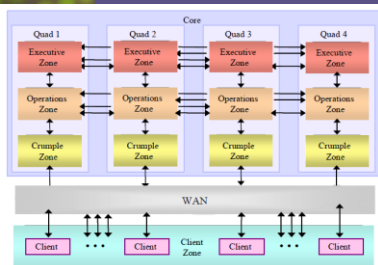 Core
Quad 1 Quad 2 Quad 3 Quad 4
Executive Executive Executive Executive
Zone Zone Zone Zone
Operations Operations Operations Operations
Zone Zone Zone Zone
Crumple Crumple Crumple Crumple
Zone Zone Zone Zone
WAN
Client ••• Client Client Client ••• Client
Zone